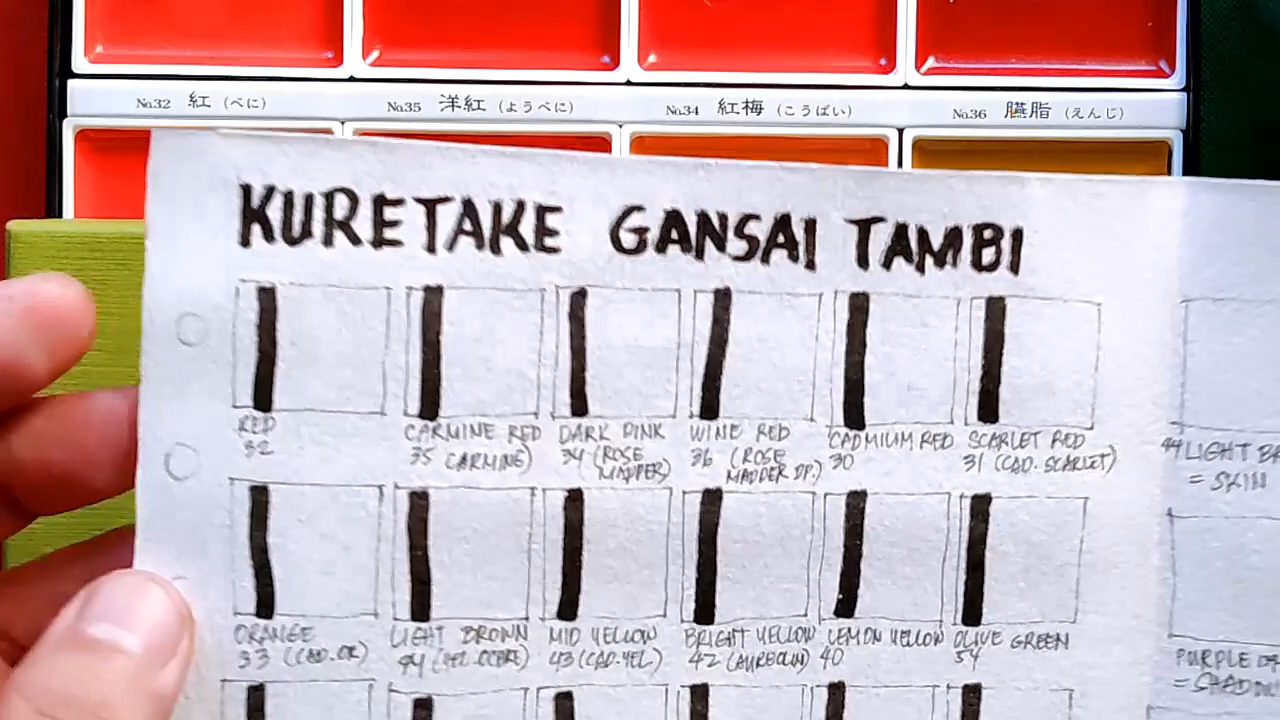 No.32 紅 (べに) No.35 洋紅 (ようべに) No.34 紅梅 (こうばい) No.36 臙脂 (えんじ)
KURETAKE GANSAI TAMBI
RED
32
CARMINE RED
35 CARMINE)
DARK PINK
34 (ROSE
MADDER)
WINE RED
36 (ROSE
MADDER DP.)
CADMIUM RED
30
SCARLET RED
31 (CAD. SCARLET)
44 LIGHT
= SKIN
ORANGE
33 (CAD. OR)
LIGHT BROWN
44 (YEL. OCHRE)
MID YELLOW
43 (CAD. YEL.)
BRIGHT YELLOW
42 (AUREOLIN)
LEMON YELLOW
40
OLIVE GREEN
54
PURPLE
= SHADOW